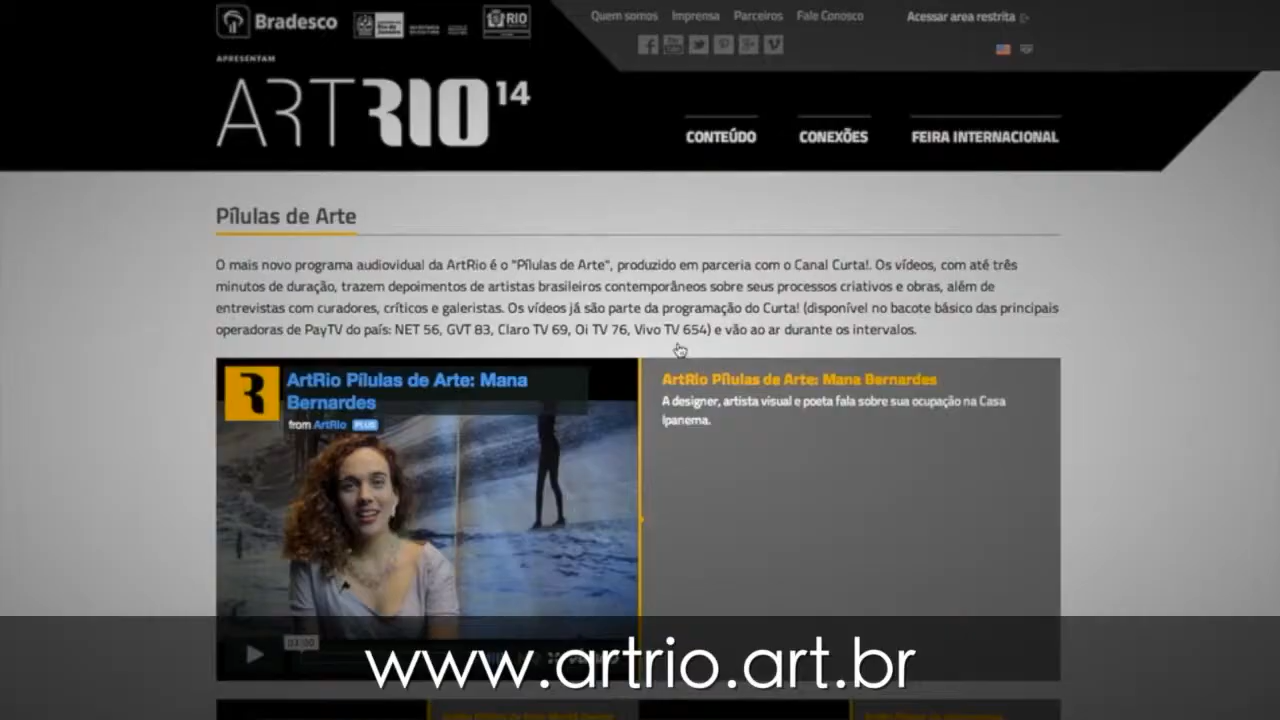 Bradesco
RIO
Quem somos Imprensa Parceiros Fale Conosco
Acessar area restrita
APRESENTAM
ARTRIO14
CONTEÚDO CONEXÕES FEIRA INTERNACIONAL
Pílulas de Arte
O mais novo programa audiovidual da ArtRio é o "Pílulas de Arte", produzido em parceria com o Canal Curta!. Os vídeos, com até três
minutos de duração, trazem depoimentos de artistas brasileiros contemporâneos sobre seus processos criativos e obras, além de
entrevistas com curadores, críticos e galeristas. Os vídeos já são parte da programação do Curta! (disponível no bacote básico das principais
operadoras de PayTV do país: NET 56, GVT 83, Claro TV 69, Oi TV 76, Vivo TV 654) e vão ao ar durante os intervalos.
ArtRio Pílulas de Arte: Mana
Bernardes
from ArtRio PLUS
ArtRio Pílulas de Arte: Mana Bernardes
A designer, artista visual e poeta fala sobre sua ocupação na Casa
Ipanema.
03:00
www.artrio.art.br